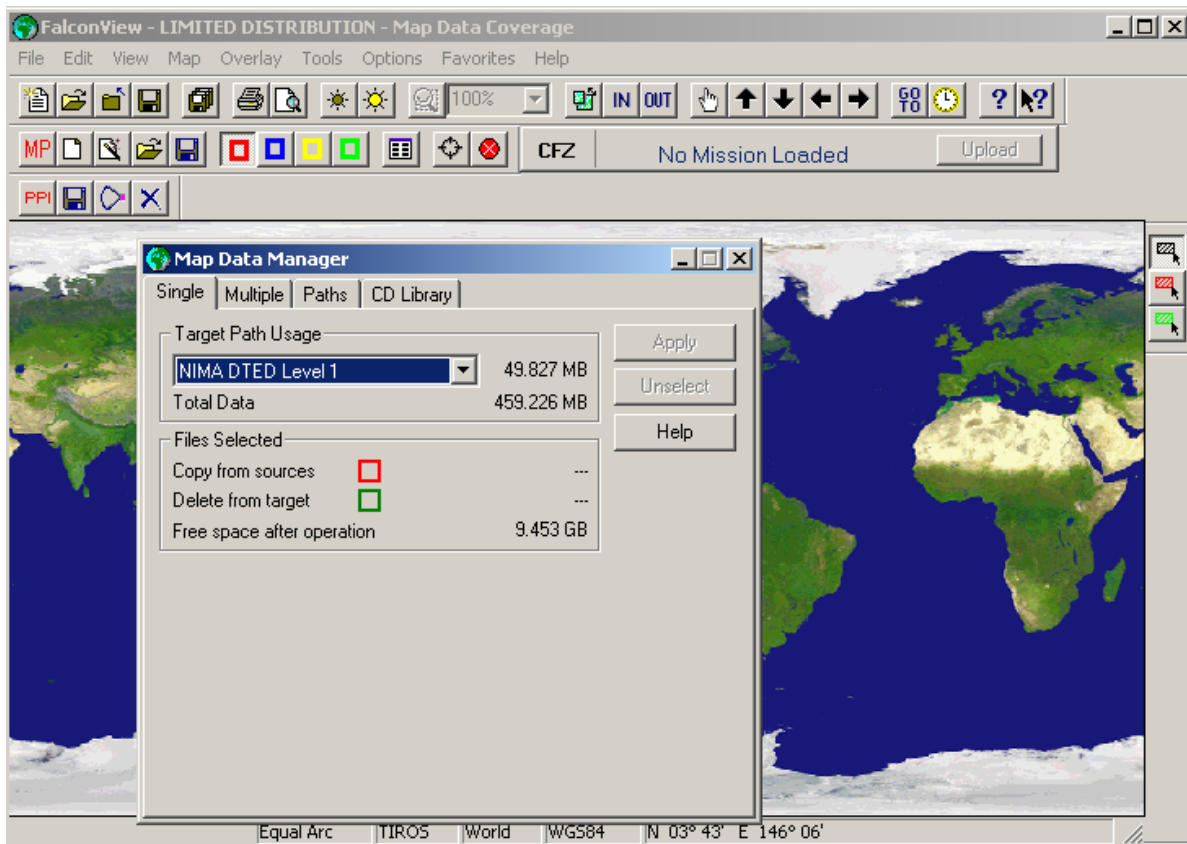 FalconView - LIMITED DISTRIBUTION - Map Data Coverage
File Edit View Map Overlay Tools Options Favorites Help
100% IN OUT GO TO ? ?
MP CFZ No Mission Loaded Upload
PPI
Map Data Manager
Single Multiple Paths CD Library
Target Path Usage
Apply
NIMA DTED Level 1 49.827 MB
Unselect
Total Data 459.226 MB
Files Selected
Help
Copy from sources ---
Delete from target ---
Free space after operation 9.453 GB
Equal Arc TIROS World WGS84 N 03° 43' E 146° 06'